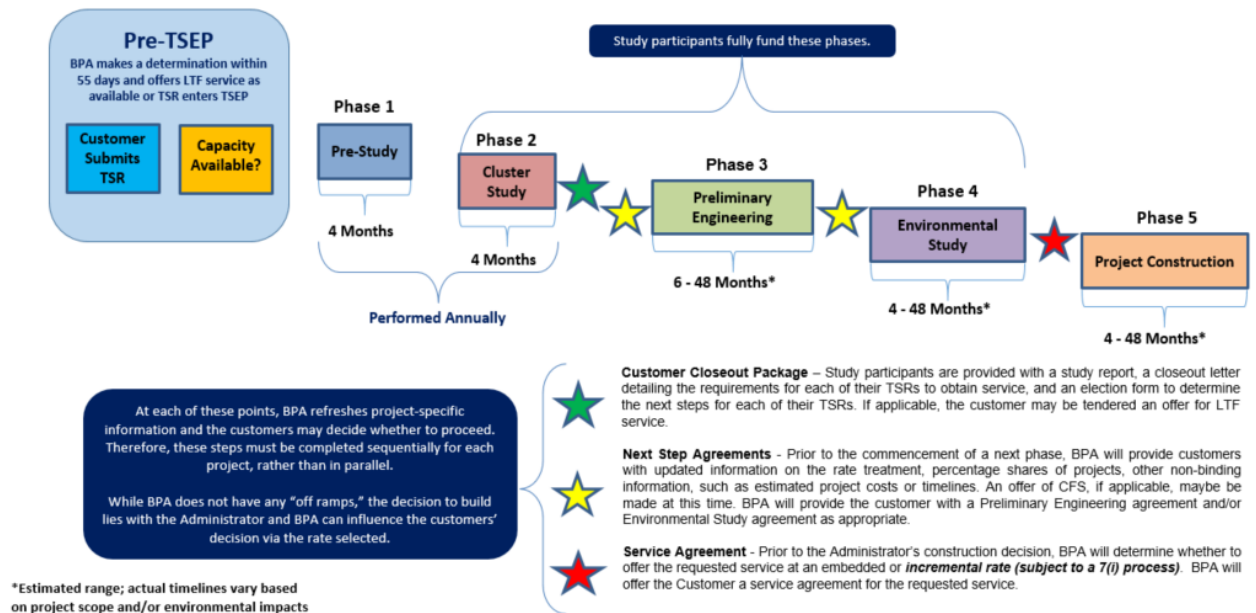 Pre-TSEP
BPA makes a determination within
55 days and offers LTF service as
available or TSR enters TSEP
Customer
Submits
TSR
Capacity
Available?
Study participants fully fund these phases.
Phase 1
Pre-Study
4 Months
Phase 2
Cluster
Study
4 Months
Performed Annually
Phase 3
Preliminary
Engineering
6 - 48 Months*
Phase 4
Environmental
Study
4 - 48 Months*
Phase 5
Project Construction
4 - 48 Months*
At each of these points, BPA refreshes project-specific
information and the customers may decide whether to proceed.
Therefore, these steps must be completed sequentially for each
project, rather than in parallel.
While BPA does not have any “off ramps,” the decision to build
lies with the Administrator and BPA can influence the customers’
decision via the rate selected.
Customer Closeout Package – Study participants are provided with a study report, a closeout letter
detailing the requirements for each of their TSRs to obtain service, and an election form to determine
the next steps for each of their TSRs. If applicable, the customer may be tendered an offer for LTF
service.
Next Step Agreements - Prior to the commencement of a next phase, BPA will provide customers
with updated information on the rate treatment, percentage shares of projects, other non-binding
information, such as estimated project costs or timelines. An offer of CFS, if applicable, maybe be
made at this time. BPA will provide the customer with a Preliminary Engineering agreement and/or
Environmental Study agreement as appropriate.
Service Agreement - Prior to the Administrator’s construction decision, BPA will determine whether to
offer the requested service at an embedded or incremental rate (subject to a 7(i) process). BPA will
offer the Customer a service agreement for the requested service.
*Estimated range; actual timelines vary based
on project scope and/or environmental impacts